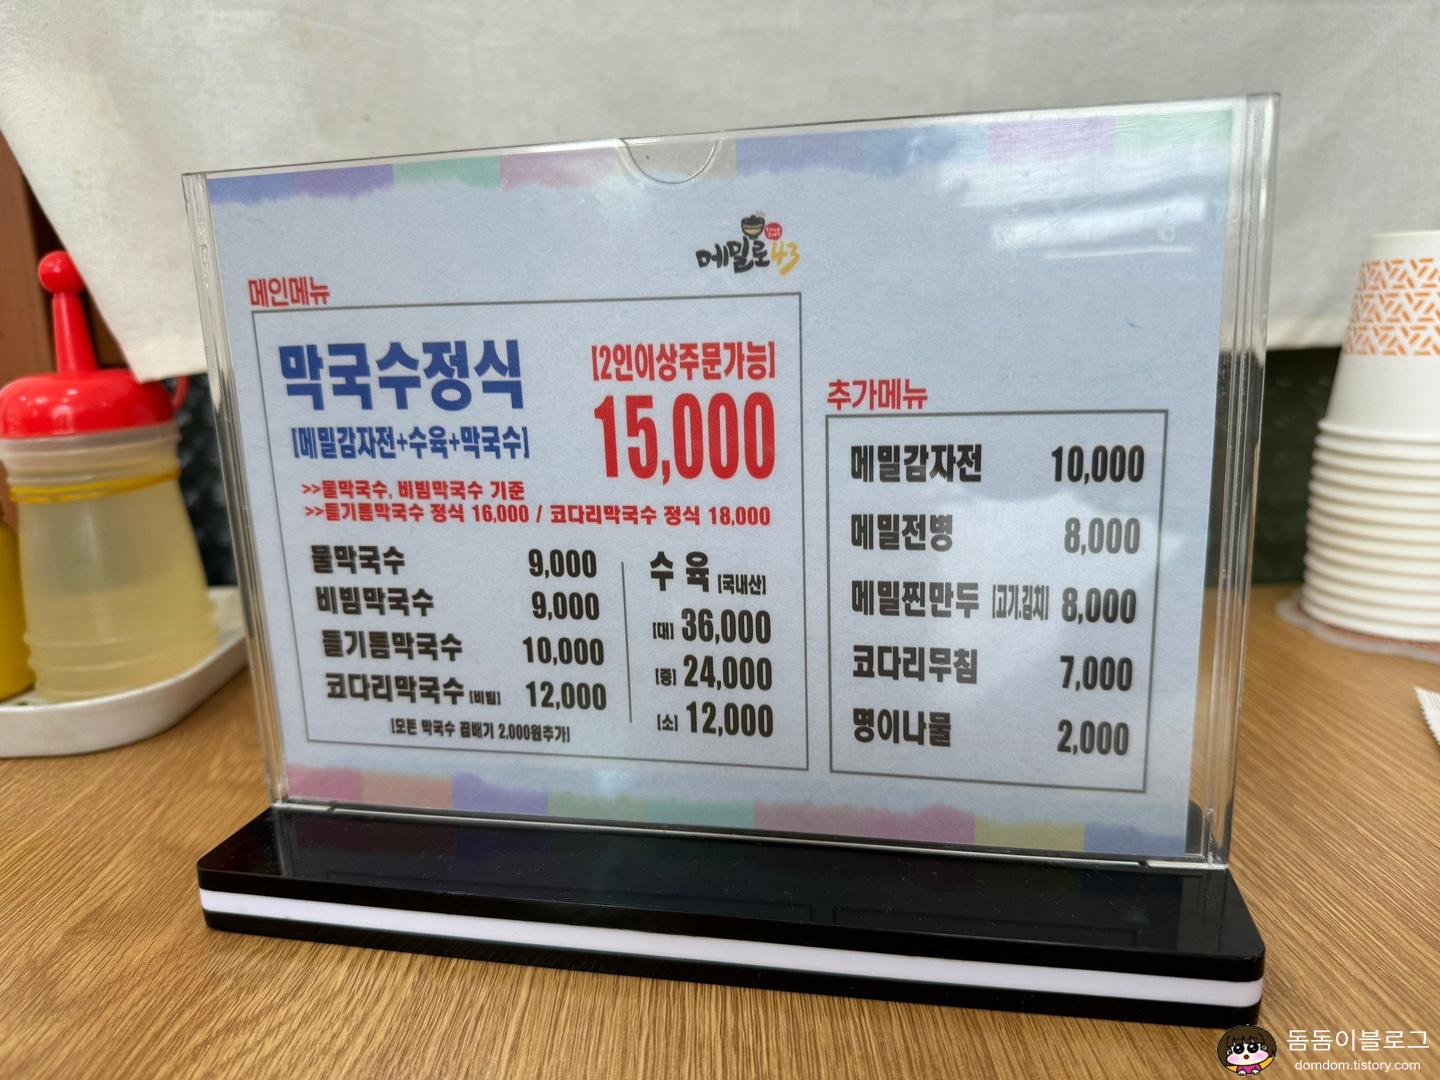 메밀로43
메인메뉴
막국수정식
[메밀감자전+수육+막국수]
[2인이상주문가능]
15,000
>>물막국수, 비빔막국수 기준
>>들기름막국수 정식 16,000 / 코다리막국수 정식 18,000
물막국수 9,000
비빔막국수 9,000
들기름막국수 10,000
코다리막국수 [비빔] 12,000
[모든 막국수 곱배기 2,000원추가]
수육 [국내산]
[대] 36,000
[중] 24,000
[소] 12,000
추가메뉴
메밀감자전 10,000
메밀전병 8,000
메밀찐만두 [고기,김치] 8,000
코다리무침 7,000
명이나물 2,000
돔돔이블로그
domdom.tistory.com